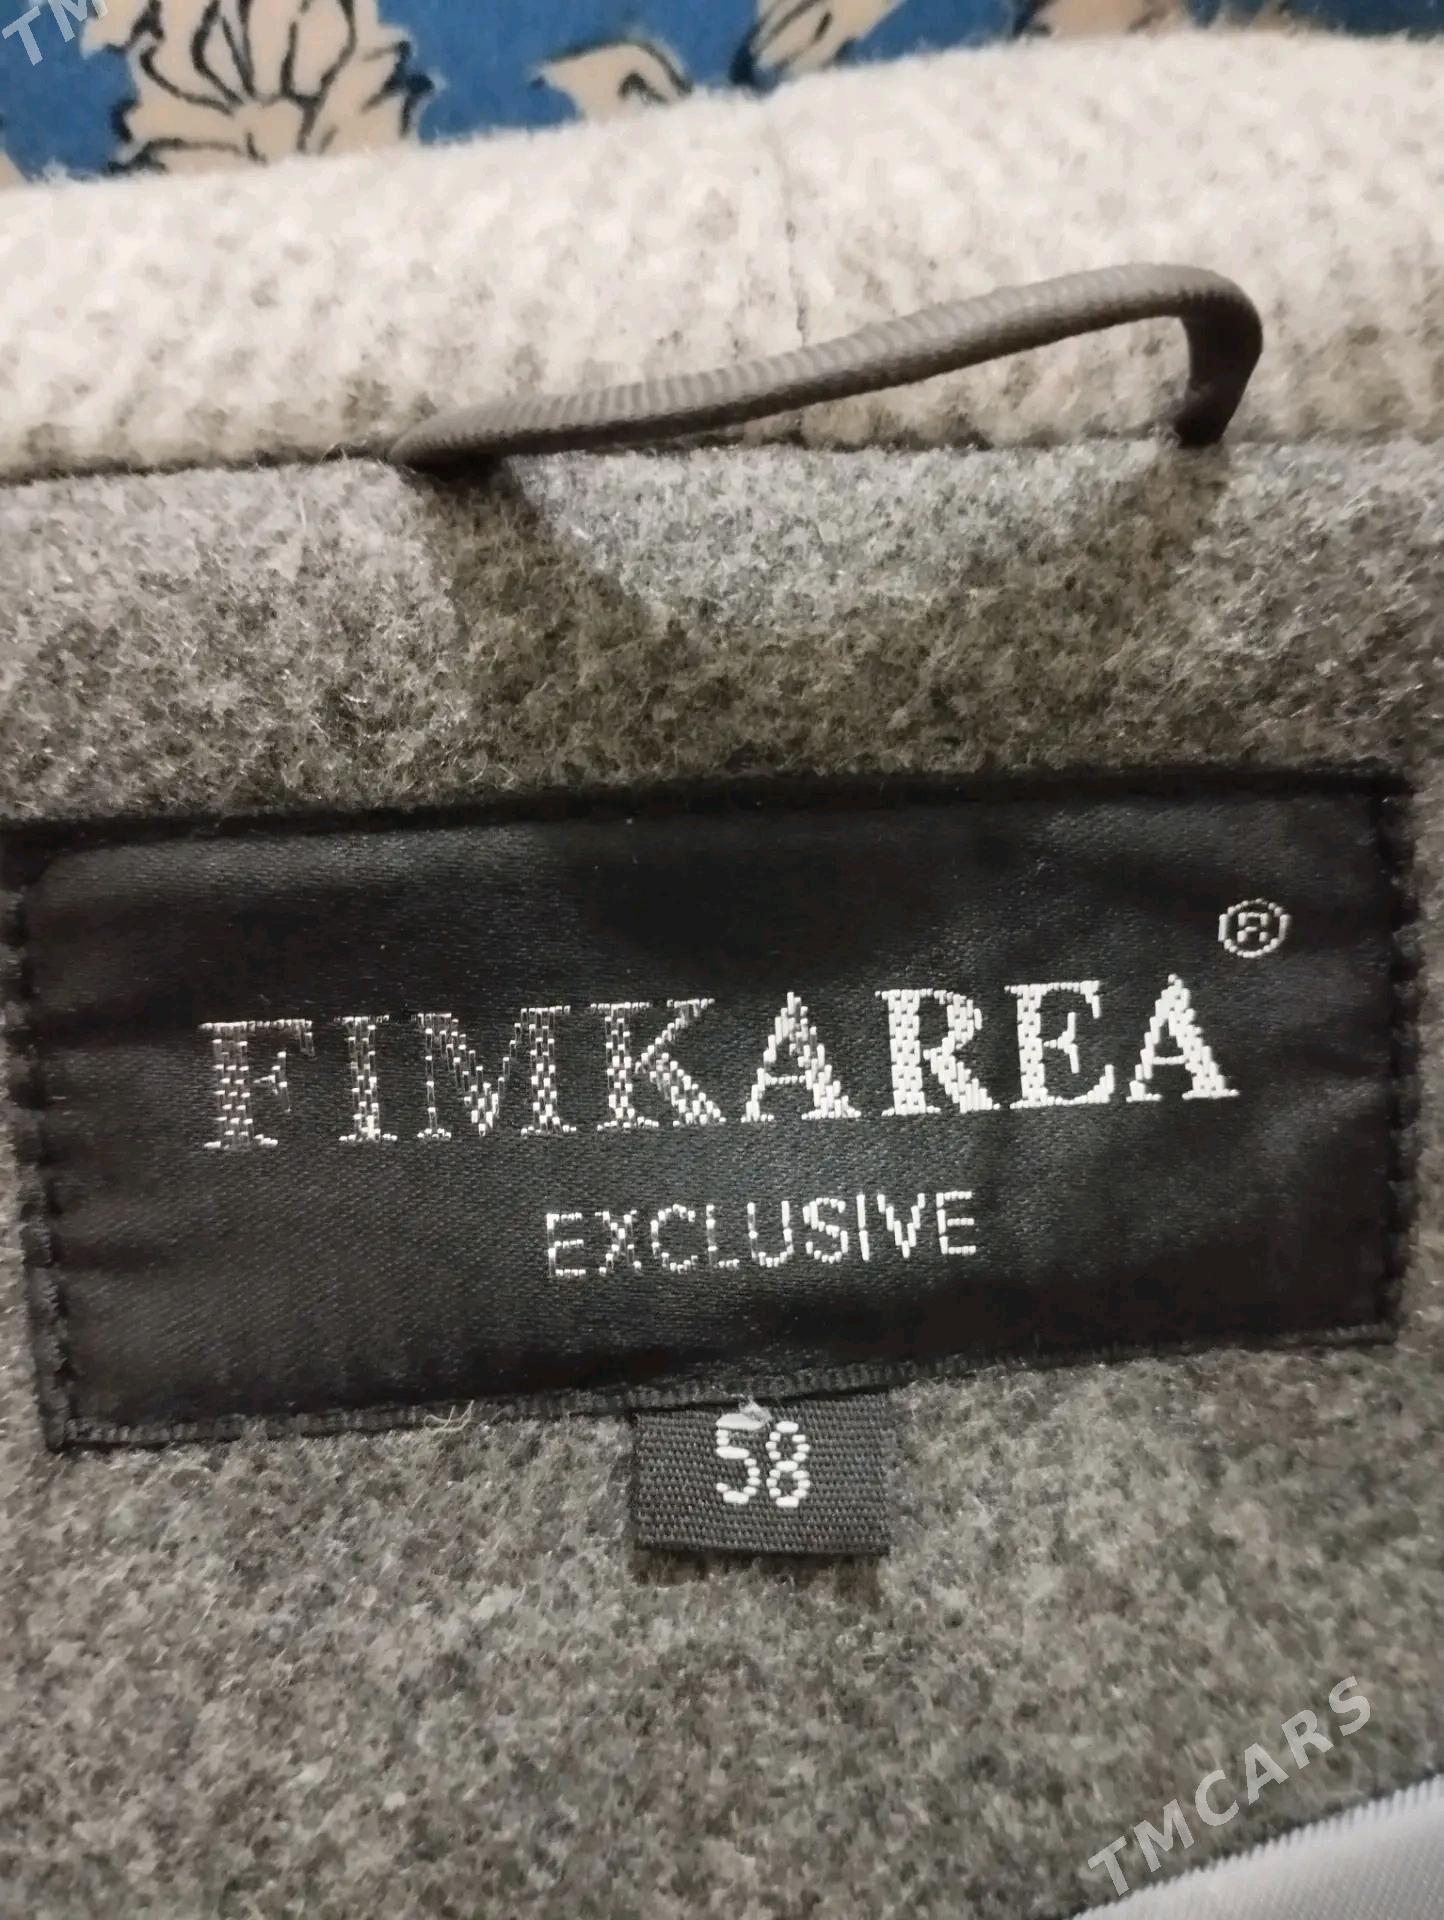 TM
®
FIMKAREA
EXCLUSIVE
58
TMCARS